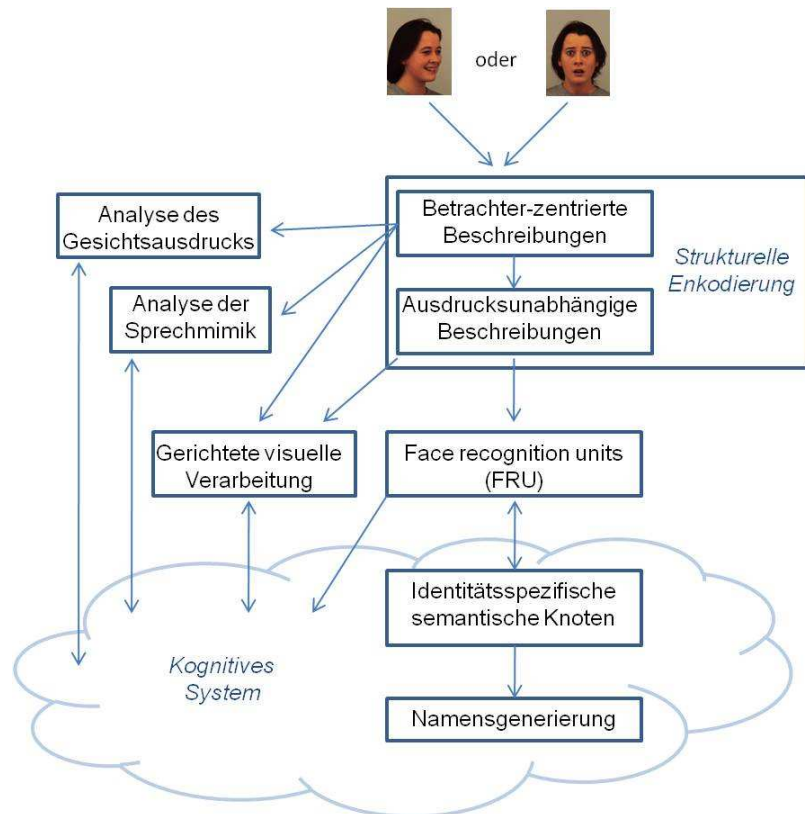 oder
Betrachter-zentrierte
Beschreibungen
Strukturelle
Enkodierung
Ausdrucksunabhängige
Beschreibungen
Analyse des
Gesichtsausdrucks
Analyse der
Sprechmimik
Gerichtete visuelle
Verarbeitung
Face recognition units
(FRU)
Identitätsspezifische
semantische Knoten
Kognitives
System
Namensgenerierung